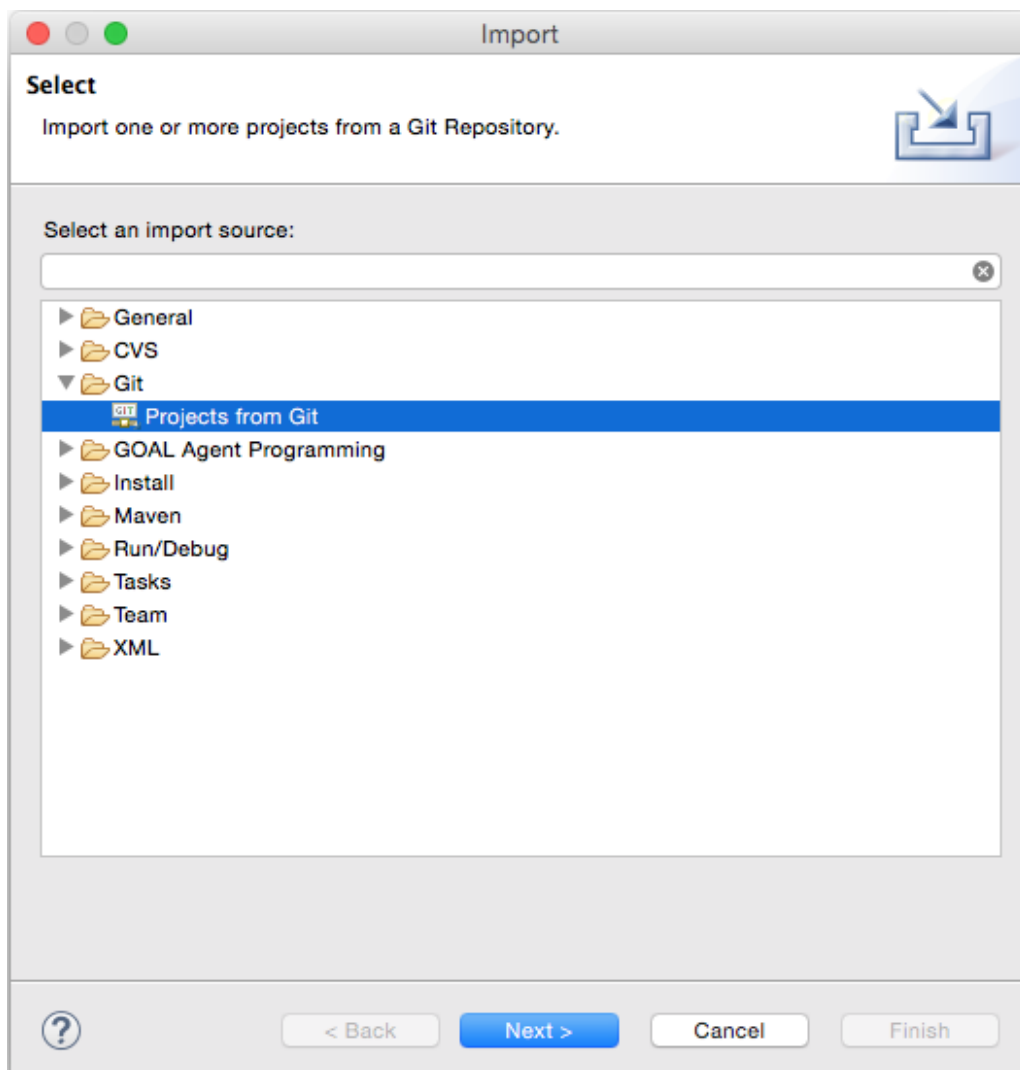 Import
Select
Import one or more projects from a Git Repository.
Select an import source:
General
CVS
Git
GIT Projects from Git
GOAL Agent Programming
Install
Maven
Run/Debug
Tasks
Team
XML
? < Back Next > Cancel Finish